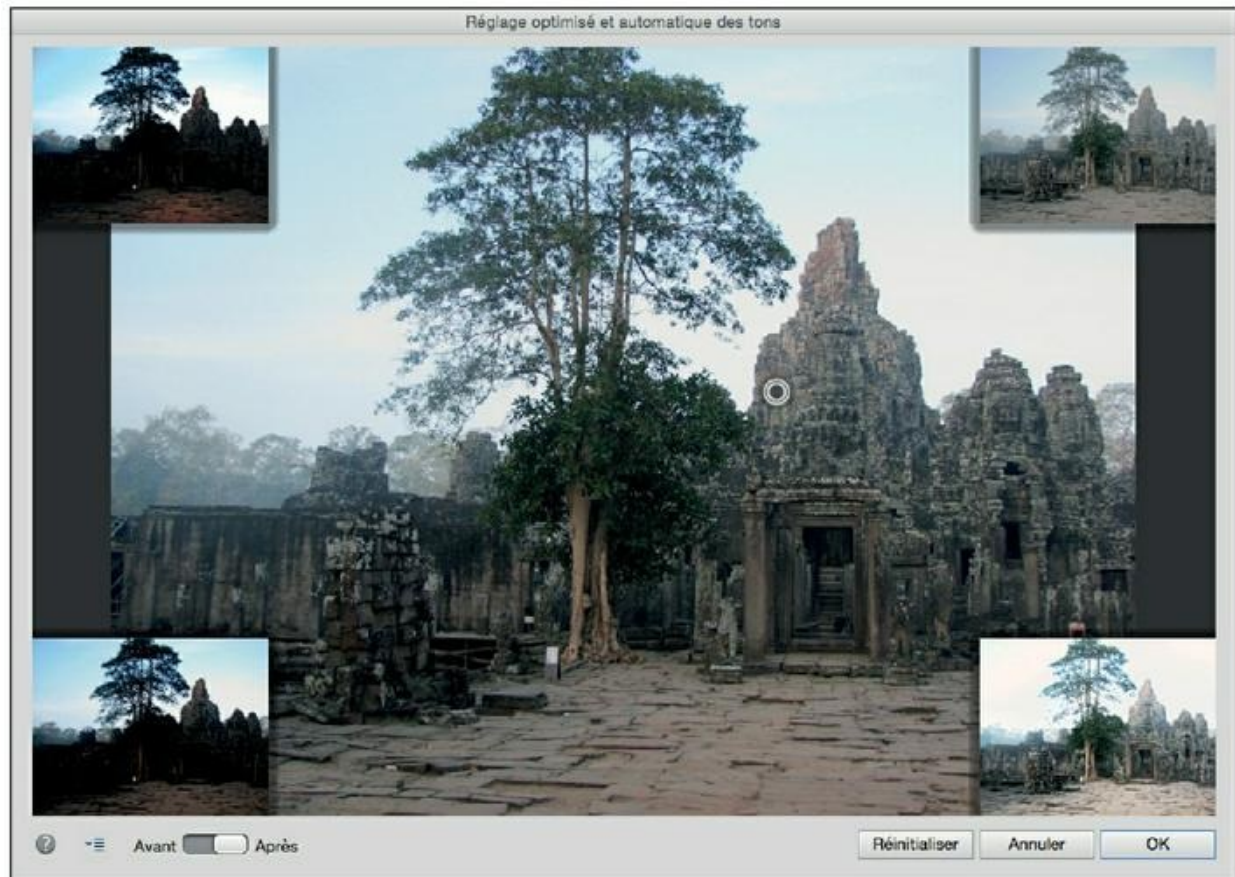 Réglage optimisé et automatique des tons
?
Avant Après
Réinitialiser Annuler OK